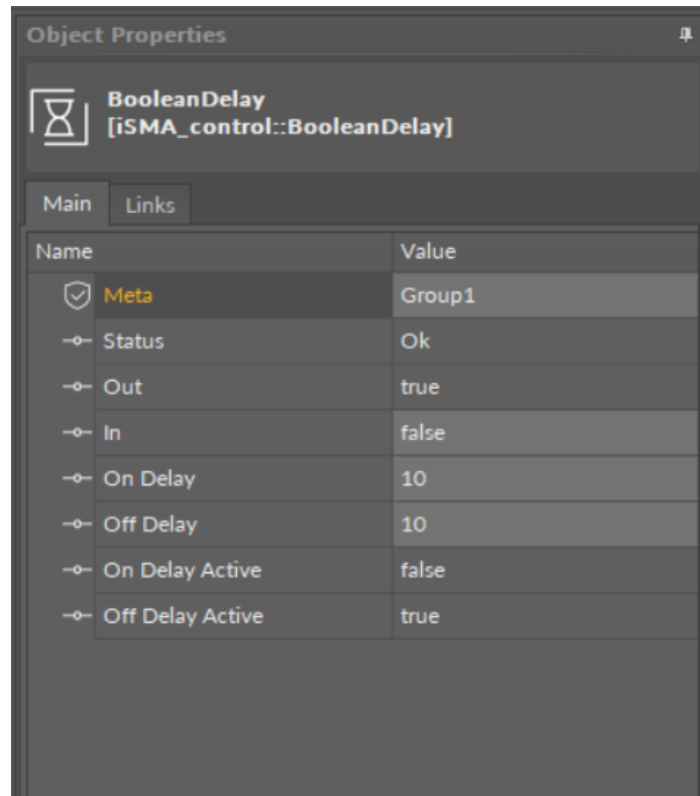 Object Properties
BooleanDelay
[iSMA_control::BooleanDelay]
Main Links
Name Value
Meta Group1
Status Ok
Out true
In false
On Delay 10
Off Delay 10
On Delay Active false
Off Delay Active true